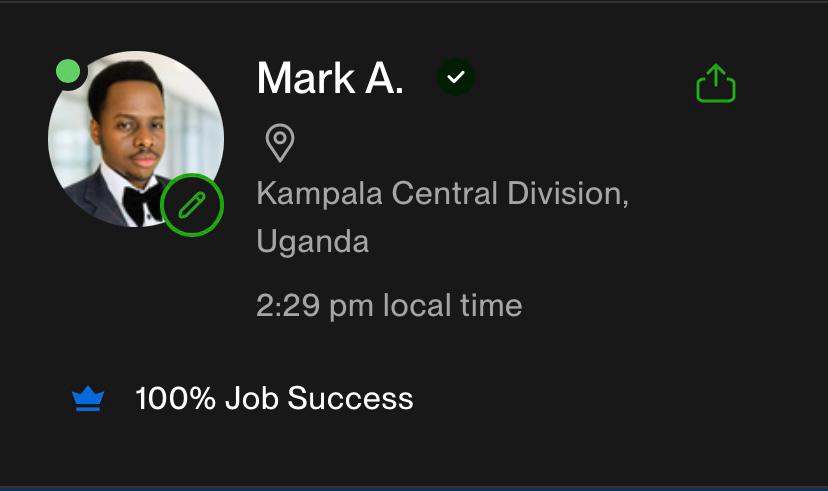 Mark A.
Kampala Central Division,
Uganda
2:29 pm local time
100% Job Success